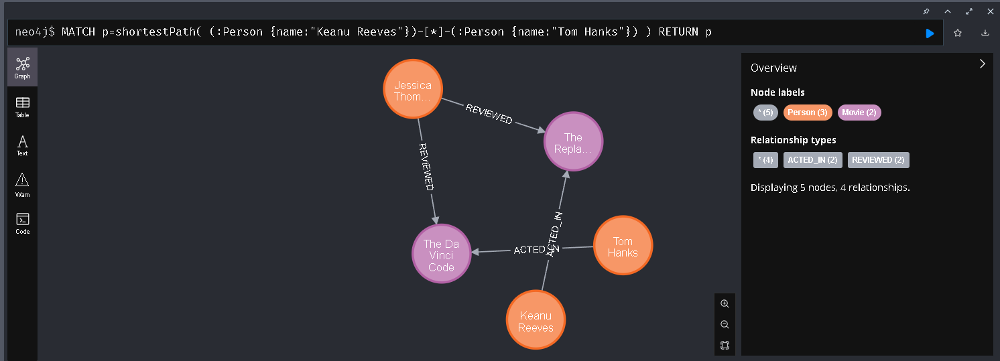 neo4j$ MATCH p=shortestPath( (:Person {name:"Keanu Reeves"})-[*]-(:Person {name:"Tom Hanks"}) ) RETURN p
Graph
Table
Text
Warn
Code
Jessica
Thom...
REVIEWED
The
Repla...
REVIEWED
ACTED_IN
The Da
Vinci
Code
ACTED_IN
Tom
Hanks
Keanu
Reeves
Overview
Node labels
* (5) Person (3) Movie (2)
Relationship types
* (4) ACTED_IN (2) REVIEWED (2)
Displaying 5 nodes, 4 relationships.